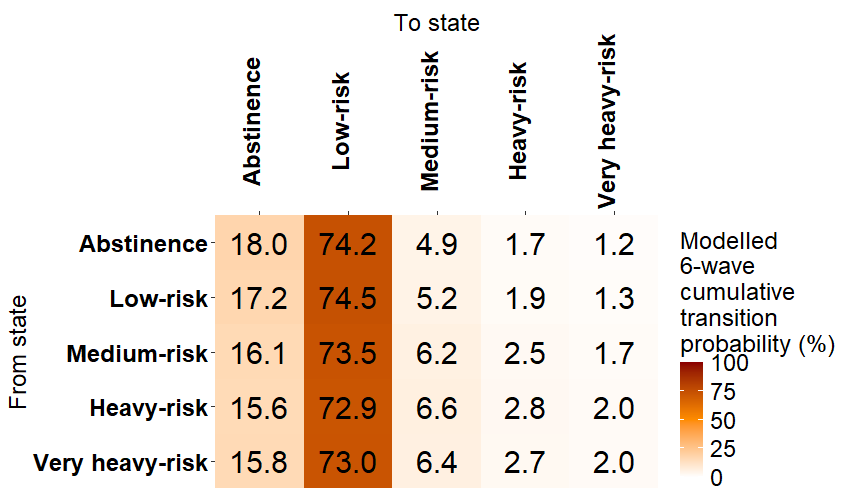 To state
Abstinence
Low-risk
Medium-risk
Heavy-risk
Very heavy-risk
From state
Abstinence 18.0 74.2 4.9 1.7 1.2
Low-risk 17.2 74.5 5.2 1.9 1.3
Medium-risk 16.1 73.5 6.2 2.5 1.7
Heavy-risk 15.6 72.9 6.6 2.8 2.0
Very heavy-risk 15.8 73.0 6.4 2.7 2.0
Modelled
6-wave
cumulative
transition
probability (%)
100
75
50
25
0